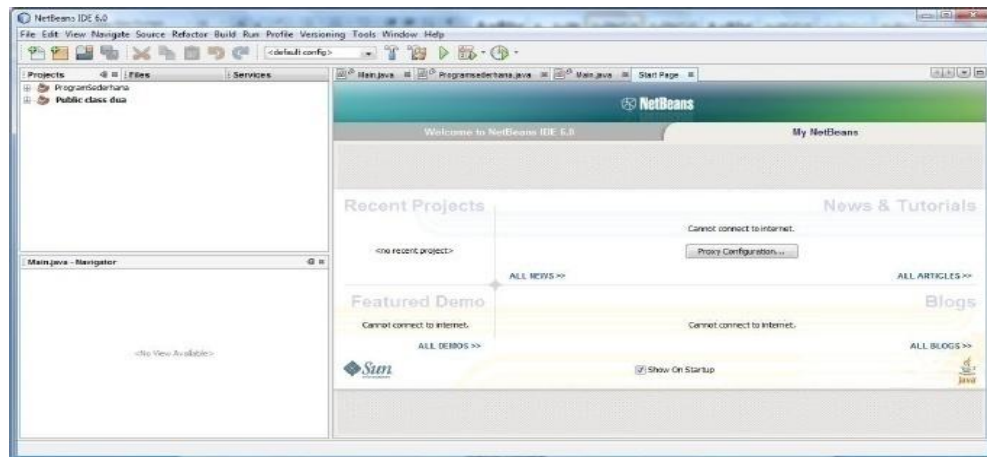 NetBeans IDE 6.0
File Edit View Navigate Source Refactor Build Run Profile Versioning Tools Window Help
<default config>
Projects Files Services
ProgramSederhana
Public class dua
Main.java - Navigator
<No View Available>
Main.java Programsederhana.java Main.java Start Page
NetBeans
Welcome to NetBeans IDE 6.0 My NetBeans
Recent Projects
<no recent project>
News & Tutorials
Cannot connect to internet.
Proxy Configuration...
ALL NEWS >> ALL ARTICLES >>
Featured Demo
Cannot connect to internet.
ALL DEMOS >>
Blogs
Cannot connect to internet.
ALL BLOGS >>
Sun
Show On Startup
Java